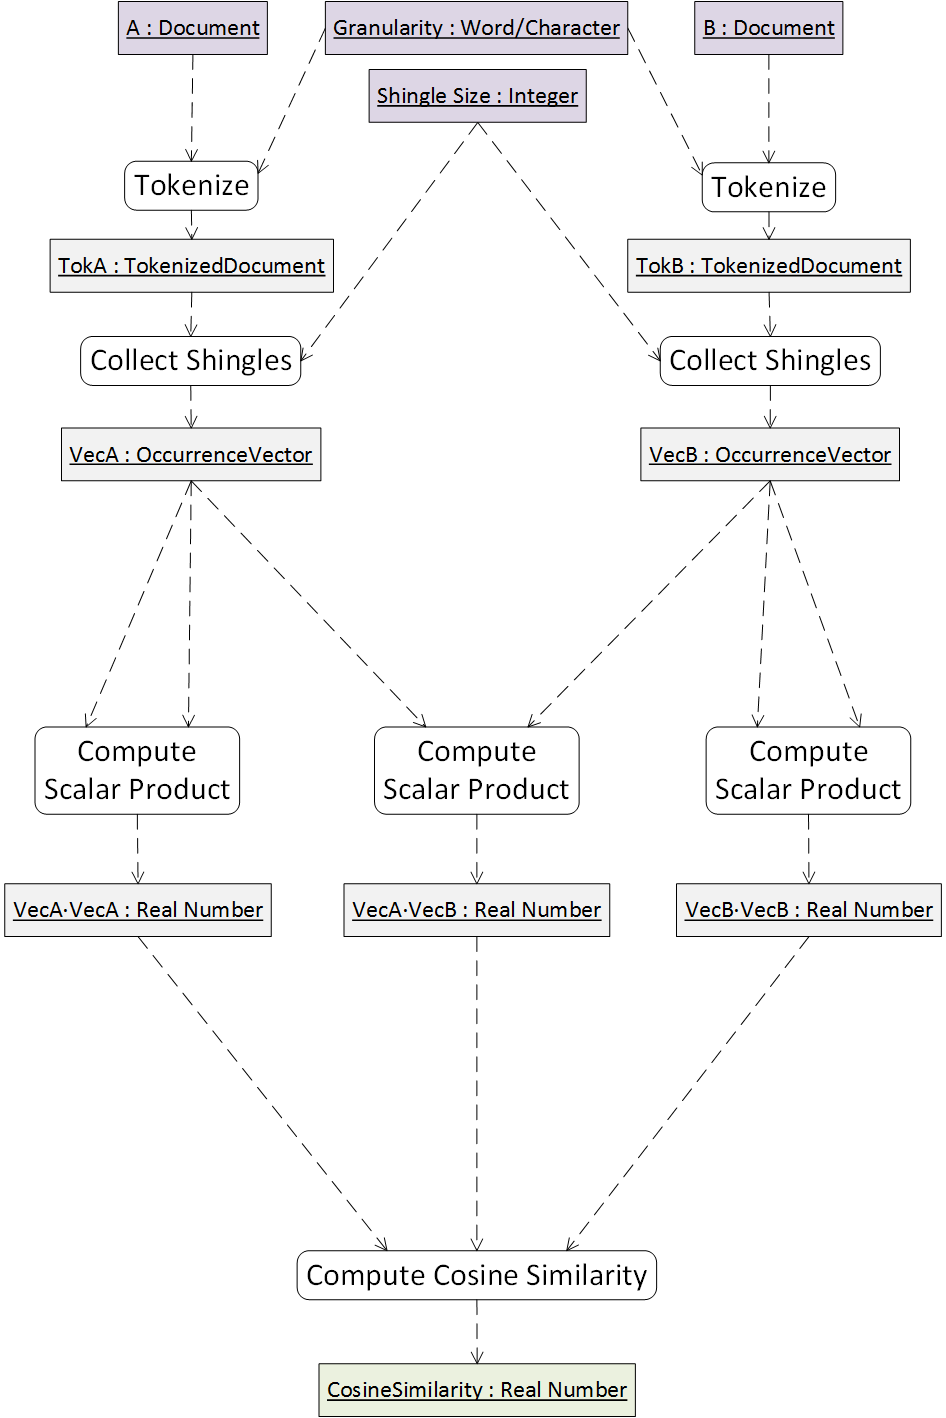 A : Document
Granularity : Word/Character
B : Document
Shingle Size : Integer
Tokenize
Tokenize
TokA : TokenizedDocument
TokB : TokenizedDocument
Collect Shingles
Collect Shingles
VecA : OccurrenceVector
VecB : OccurrenceVector
Compute
Scalar Product
Compute
Scalar Product
Compute
Scalar Product
VecA·VecA : Real Number
VecA·VecB : Real Number
VecB·VecB : Real Number
Compute Cosine Similarity
CosineSimilarity : Real Number